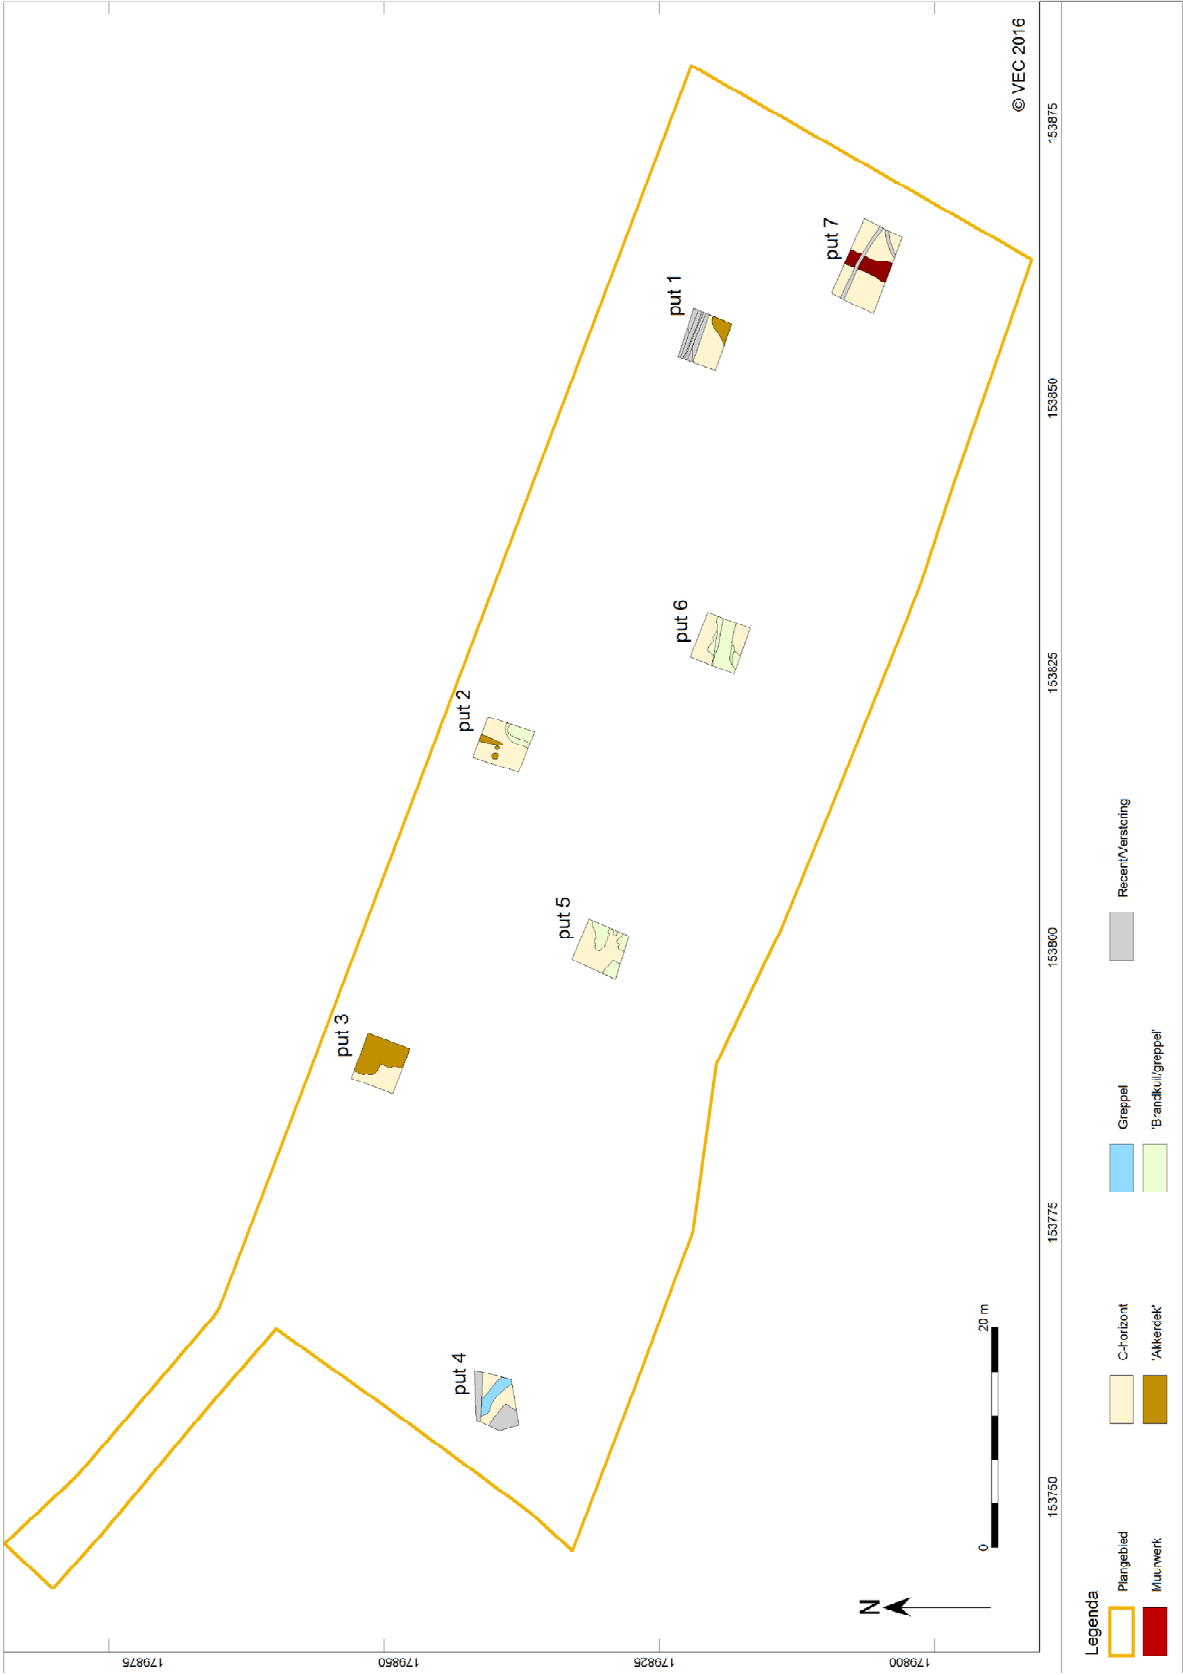 © VEC 2016
put 7
put 1
put 6
put 2
put 5
put 3
put 4
153750
153775
153800
153825
153850
153875
179875
179850
179825
179800
N
0
20 m
Legenda
Plangebied
Muurwerk
C-horizont
'Akkerdek'
Greppel
'Brandkuil/greppel'
Recent/Verstoring